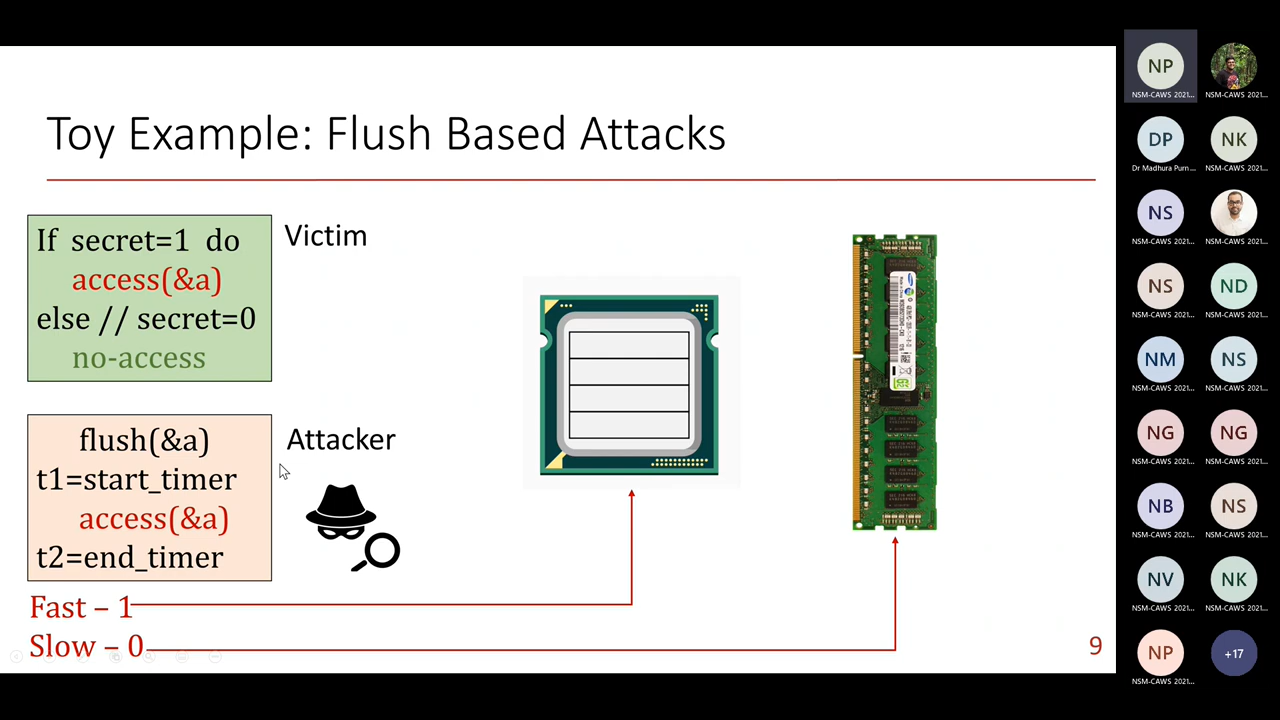 Toy Example: Flush Based Attacks
If secret=1 do
access(&a)
else // secret=0
no-access
Victim
flush(&a)
t1=start_timer
access(&a)
t2=end_timer
Attacker
Fast – 1
Slow – 0
9
NP
NSM-CAWS 2021...
NSM-CAWS 2021...
DP
Dr Madhura Purn...
NK
NSM-CAWS 2021...
NS
NSM-CAWS 2021...
NSM-CAWS 2021...
NS
NSM-CAWS 2021...
ND
NSM-CAWS 2021...
NM
NSM-CAWS 2021...
NS
NSM-CAWS 2021...
NG
NSM-CAWS 2021...
NG
NSM-CAWS 2021...
NB
NSM-CAWS 2021...
NS
NSM-CAWS 2021...
NV
NSM-CAWS 2021...
NK
NSM-CAWS 2021...
NP
NSM-CAWS 2021...
+17